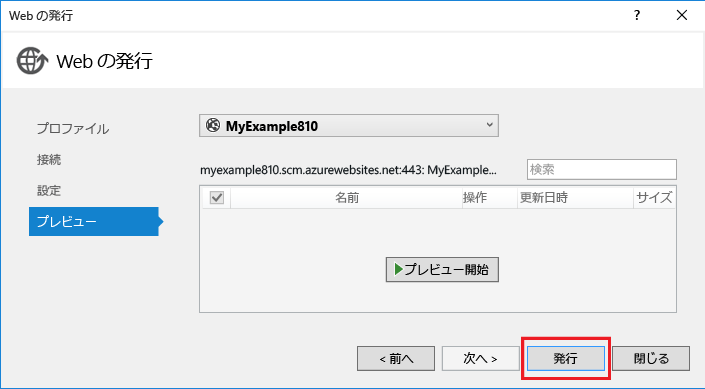 Web の発行
?
Web の発行
プロファイル
接続
設定
プレビュー
MyExample810
myexample810.scm.azurewebsites.net:443: MyExample...
検索
名前 操作 更新日時 サイズ
プレビュー開始
< 前へ 次へ > 発行 閉じる